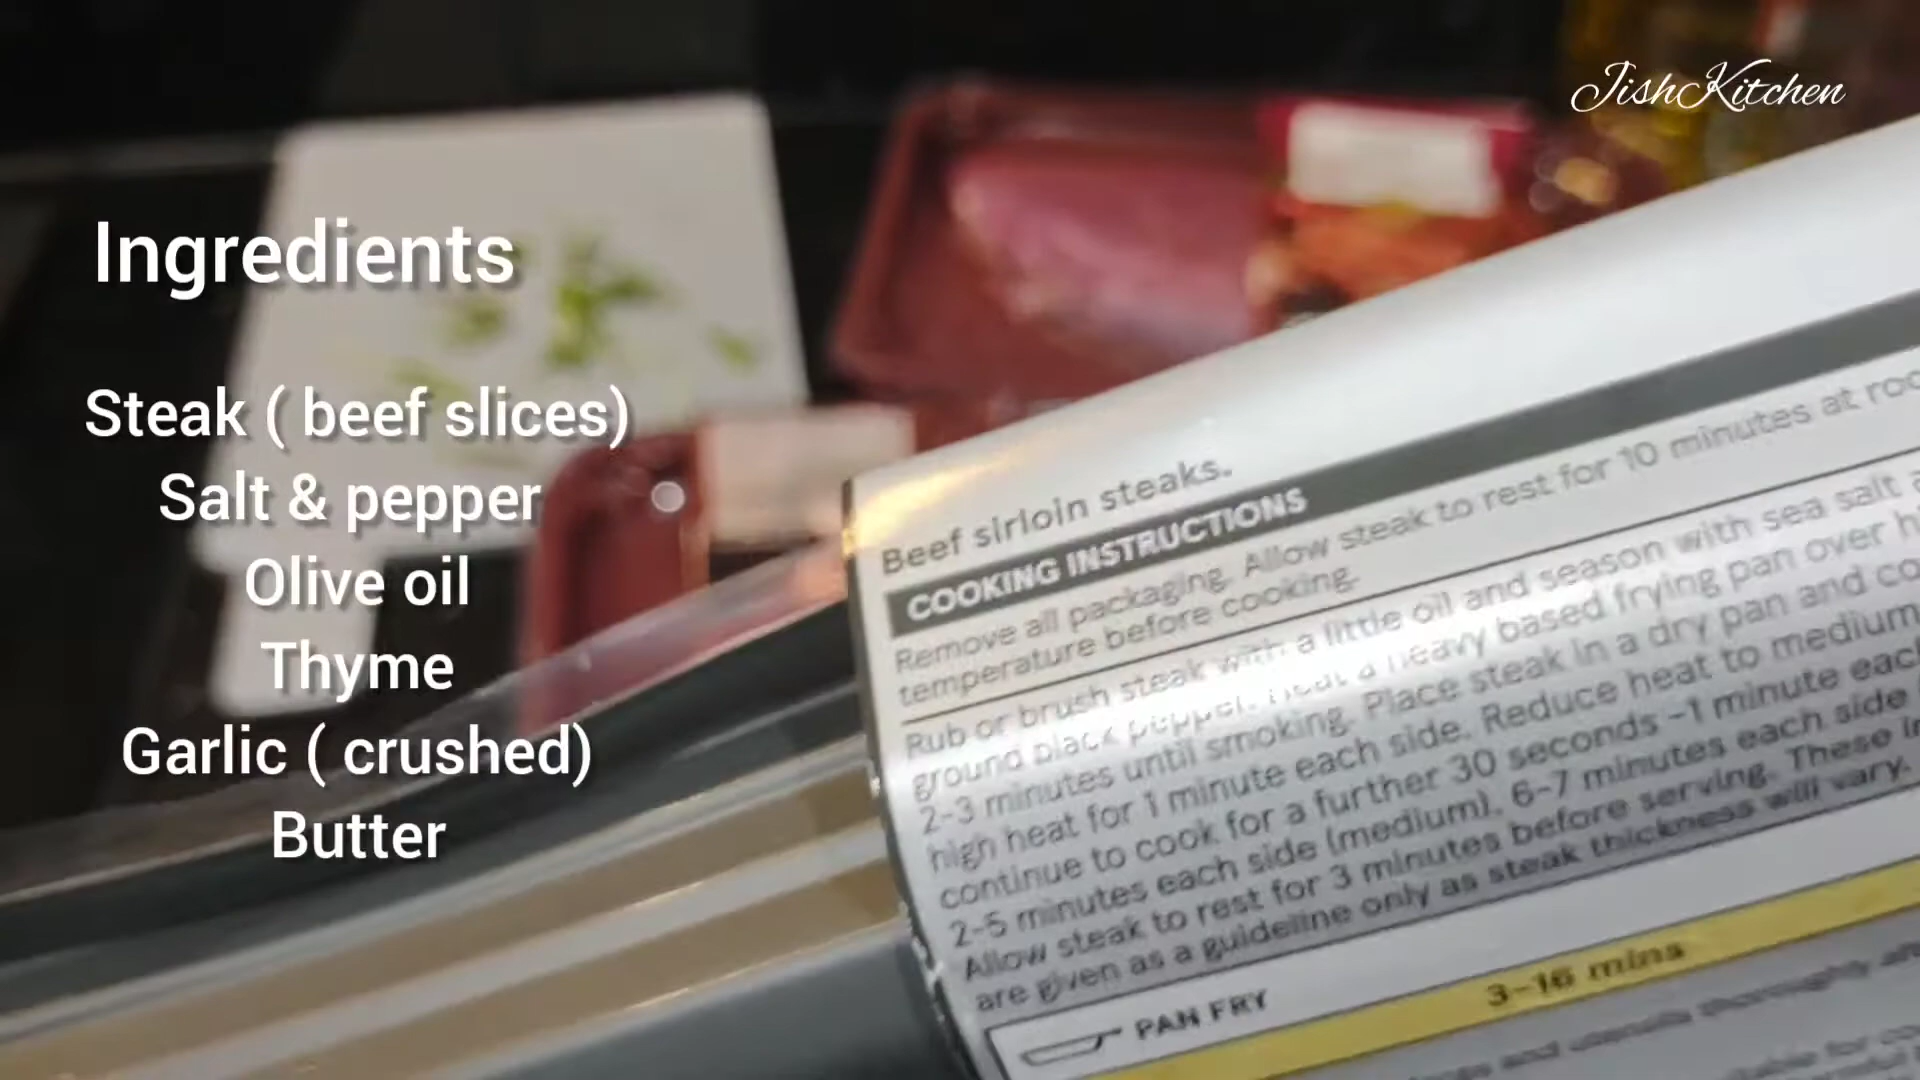 JishKitchen
Ingredients
Steak ( beef slices)
Salt & pepper
Olive oil
Thyme
Garlic ( crushed)
Butter
Beef sirloin steaks.
COOKING INSTRUCTIONS
Remove all packaging. Allow steak to rest for 10 minutes at
temperature before cooking.
Rub or brush steak with a little oil and season with sea salt
ground black pepper. Heat a heavy based frying pan over
2-3 minutes until smoking. Place steak in a dry pan and
high heat for 1 minute each side. Reduce heat to medium
continue to cook for a further 30 seconds -1 minute each
2-5 minutes each side (medium), 6-7 minutes each side
Allow steak to rest for 3 minutes before serving. These
are given as a guideline only as steak thickness will vary.
PAN FRY
3-16 mins
and utensils thoroughly